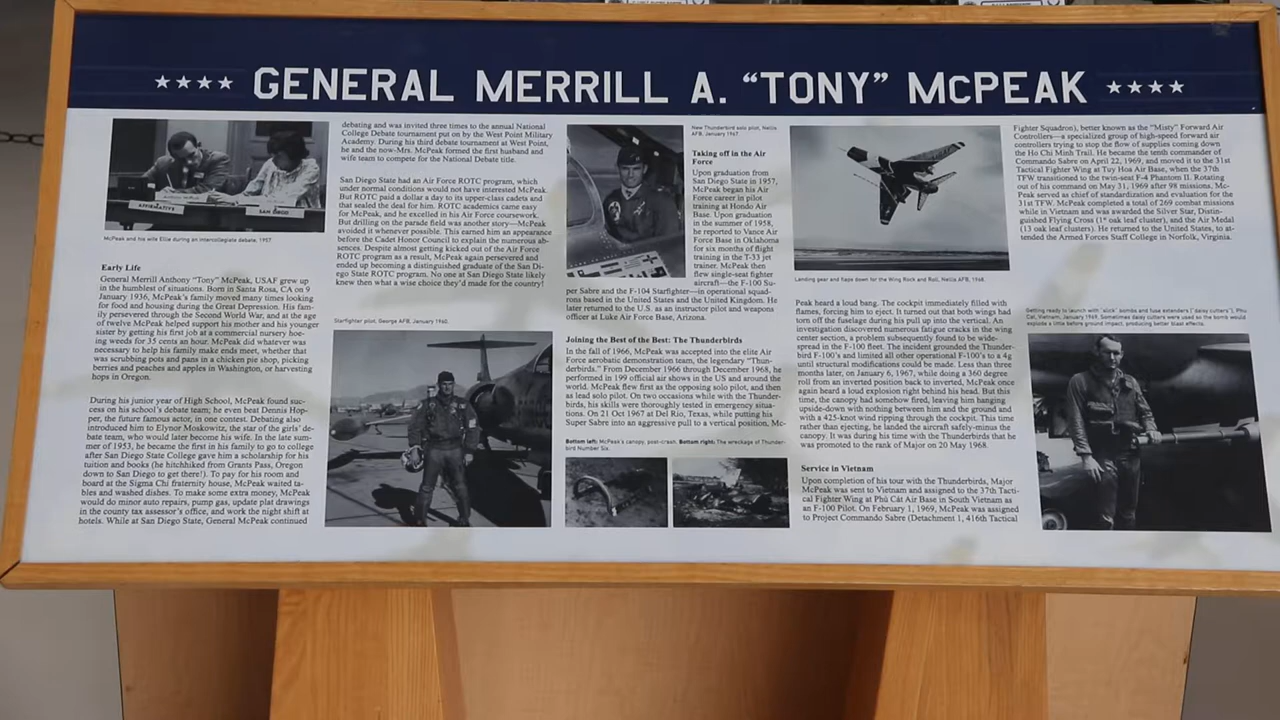 GENERAL MERRILL A. “TONY” McPEAK
McPeak and his wife Ellie during an intercollegiate debate, 1957.
Early Life
General Merrill Anthony “Tony” McPeak, USAF grew up
in the humblest of situations. Born in Santa Rosa, CA on 9
January 1936, McPeak’s family moved many times looking
for food and housing during the Great Depression. His fam-
ily persevered through the Second World War, and at the age
of twelve McPeak helped support his mother and his younger
sister by getting his first job at a commercial nursery hoe-
ing weeds for 35 cents an hour. McPeak did whatever was
necessary to help his family make ends meet, whether that
was scrubbing pots and pans in a chicken pie shop, picking
berries and peaches and apples in Washington, or harvesting
hops in Oregon.
During his junior year of High School, McPeak found suc-
cess on his school’s debate team; he even beat Dennis Hop-
per, the future famous actor, in one contest. Debating also
introduced him to Elynor Moskowitz, the star of the girls’ de-
bate team, who would later become his wife. In the late sum-
mer of 1953, he became the first in his family to go to college
after San Diego State College gave him a scholarship for his
tuition and books (he hitchhiked from Grants Pass, Oregon
down to San Diego to get there!). To pay for his room and
board at the Sigma Chi fraternity house, McPeak waited ta-
bles and washed dishes. To make some extra money, McPeak
would do minor auto repairs, pump gas, update plat drawings
in the county tax assessor’s office, and work the night shift at
hotels. While at San Diego State, General McPeak continued
debating and was invited three times to the annual National
College Debate tournament put on by the West Point Military
Academy. During his third debate tournament at West Point,
he and the now-Mrs. McPeak formed the first husband and
wife team to compete for the National Debate title.
San Diego State had an Air Force ROTC program, which
under normal conditions would not have interested McPeak.
But ROTC paid a dollar a day to its upper-class cadets and
that sealed the deal for him. ROTC academics came easy
for McPeak, and he excelled in his Air Force coursework.
But drilling on the parade field was another story—McPeak
avoided it whenever possible. This earned him an appearance
before the Cadet Honor Council to explain the numerous ab-
sences. Despite almost getting kicked out of the Air Force
ROTC program as a result, McPeak again persevered and
ended up becoming a distinguished graduate of the San Di-
ego State ROTC program. No one at San Diego State likely
knew then what a wise choice they’d made for the country!
Starfighter pilot, George AFB, January 1960.
New Thunderbird solo pilot, Nellis
AFB, January 1967.
Taking off in the Air
Force
Upon graduation from
San Diego State in 1957,
McPeak began his Air
Force career in pilot
training at Hondo Air
Base. Upon graduation
in the summer of 1958,
he reported to Vance Air
Force Base in Oklahoma
for six months of flight
training in the T-33 jet
trainer. McPeak then
flew single-seat fighter
aircraft—the F-100 Su-
per Sabre and the F-104 Starfighter—in operational squad-
rons based in the United States and the United Kingdom. He
later returned to the U.S. as an instructor pilot and weapons
officer at Luke Air Force Base, Arizona.
Joining the Best of the Best: The Thunderbirds
In the fall of 1966, McPeak was accepted into the elite Air
Force aerobatic demonstration team, the legendary “Thun-
derbirds.” From December 1966 through December 1968, he
performed in 199 official air shows in the US and around the
world. McPeak flew first as the opposing solo pilot, and then
as lead solo pilot. On two occasions while with the Thunder-
birds, his skills were thoroughly tested in emergency situa-
tions. On 21 Oct 1967 at Del Rio, Texas, while putting his
Super Sabre into an aggressive pull to a vertical position, Mc-
Bottom left: McPeak’s canopy, post-crash. Bottom right: The wreckage of Thunder-
bird Number Six.
Landing gear and flaps down for the Wing Rock and Roll, Nellis AFB, 1968.
Peak heard a loud bang. The cockpit immediately filled with
flames, forcing him to eject. It turned out that both wings had
torn off the fuselage during his pull up into the vertical. An
investigation discovered numerous fatigue cracks in the wing
center section, a problem subsequently found to be wide-
spread in the F-100 fleet. The incident grounded the Thunder-
bird F-100’s and limited all other operational F-100’s to a 4g
until structural modifications could be made. Less than three
months later, on January 6, 1967, while doing a 360 degree
roll from an inverted position back to inverted, McPeak once
again heard a loud explosion right behind his head. But this
time, the canopy had somehow fired, leaving him hanging
upside-down with nothing between him and the ground and
with a 425-knot wind ripping through the cockpit. This time
rather than ejecting, he landed the aircraft safely-minus the
canopy. It was during his time with the Thunderbirds that he
was promoted to the rank of Major on 20 May 1968.
Service in Vietnam
Upon completion of his tour with the Thunderbirds, Major
McPeak was sent to Vietnam and assigned to the 37th Tacti-
cal Fighter Wing at Phù Cát Air Base in South Vietnam as
an F-100 Pilot. On February 1, 1969, McPeak was assigned
to Project Commando Sabre (Detachment 1, 416th Tactical
Fighter Squadron), better known as the “Misty” Forward Air
Controllers—a specialized group of high-speed forward air
controllers trying to stop the flow of supplies coming down
the Ho Chi Minh Trail. He became the tenth commander of
Commando Sabre on April 22, 1969, and moved it to the 31st
Tactical Fighter Wing at Tuy Hoa Air Base, when the 37th
TFW transitioned to the twin-seat F-4 Phantom II. Rotating
out of his command on May 31, 1969 after 98 missions, Mc-
Peak served as chief of standardization and evaluation for the
31st TFW. McPeak completed a total of 269 combat missions
while in Vietnam and was awarded the Silver Star, Distin-
guished Flying Cross (15 oak leaf cluster), and the Air Medal
(13 oak leaf clusters). He returned to the United States, to at-
tended the Armed Forces Staff College in Norfolk, Virginia.
Getting ready to launch with “slick” bombs and fuse extenders (“daisy cutters”), Phu
Cat, Vietnam, January 1969. Sometimes daisy cutters were used so the bomb would
explode a little before ground impact, producing better blast effects.
AFFIRMATIVE
SAN DIEGO